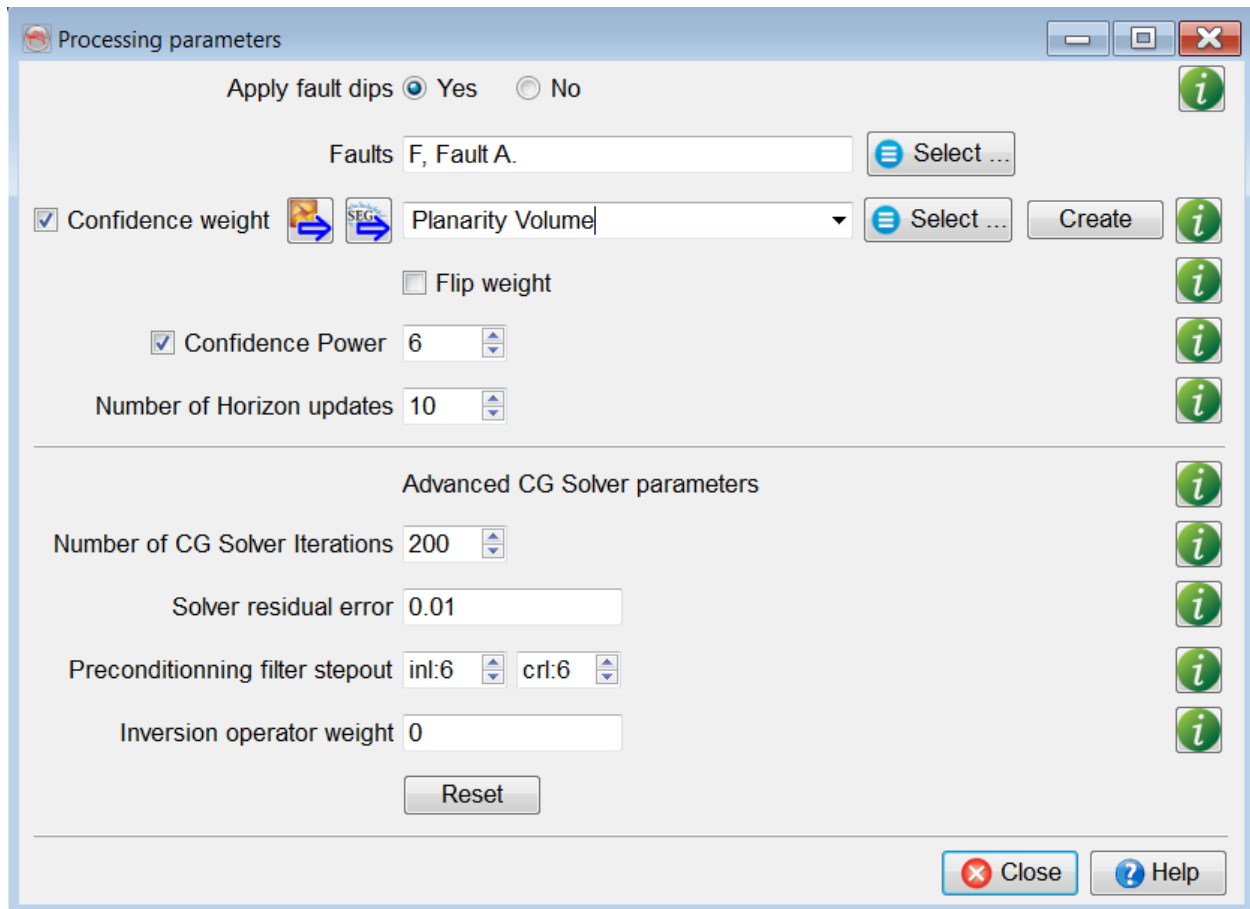 Processing parameters
Apply fault dips Yes No
Faults F, Fault A. Select ...
Confidence weight SEG Planarity Volume Select ... Create
Flip weight
Confidence Power 6
Number of Horizon updates 10
Advanced CG Solver parameters
Number of CG Solver Iterations 200
Solver residual error 0.01
Preconditionning filter stepout inl:6 crl:6
Inversion operator weight 0
Reset
Close Help